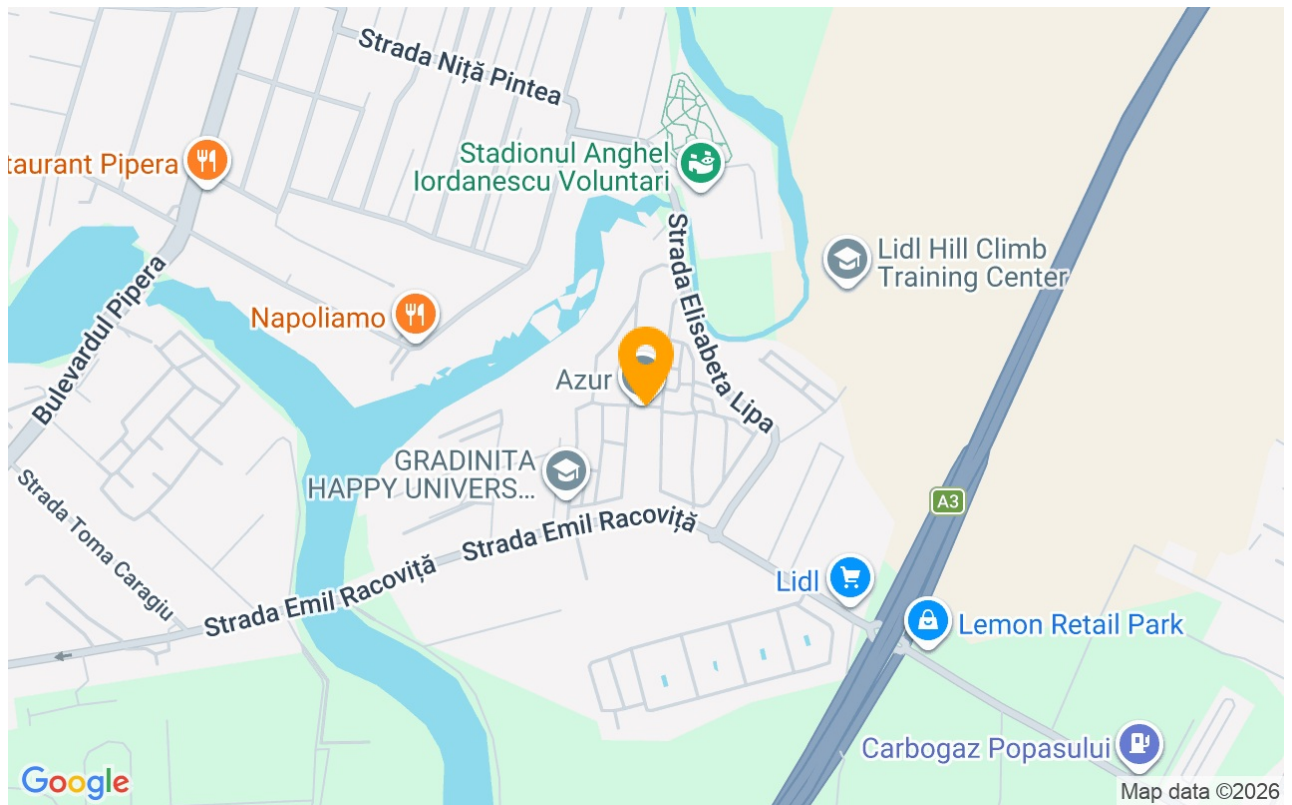 Strada Niță Pintea
taurant Pipera
Stadionul Anghel
Iordanescu Voluntari
Strada Elisabeta Lipa
Lidl Hill Climb
Training Center
Bulevardul Pipera
Napoliamo
Azur
GRADINITA
HAPPY UNIVERS...
A3
Strada Toma Caragiu
Strada Emil Racoviță
Strada Emil Racoviță
Lidl
Lemon Retail Park
Carbogaz Popasului
Google
Map data ©2026